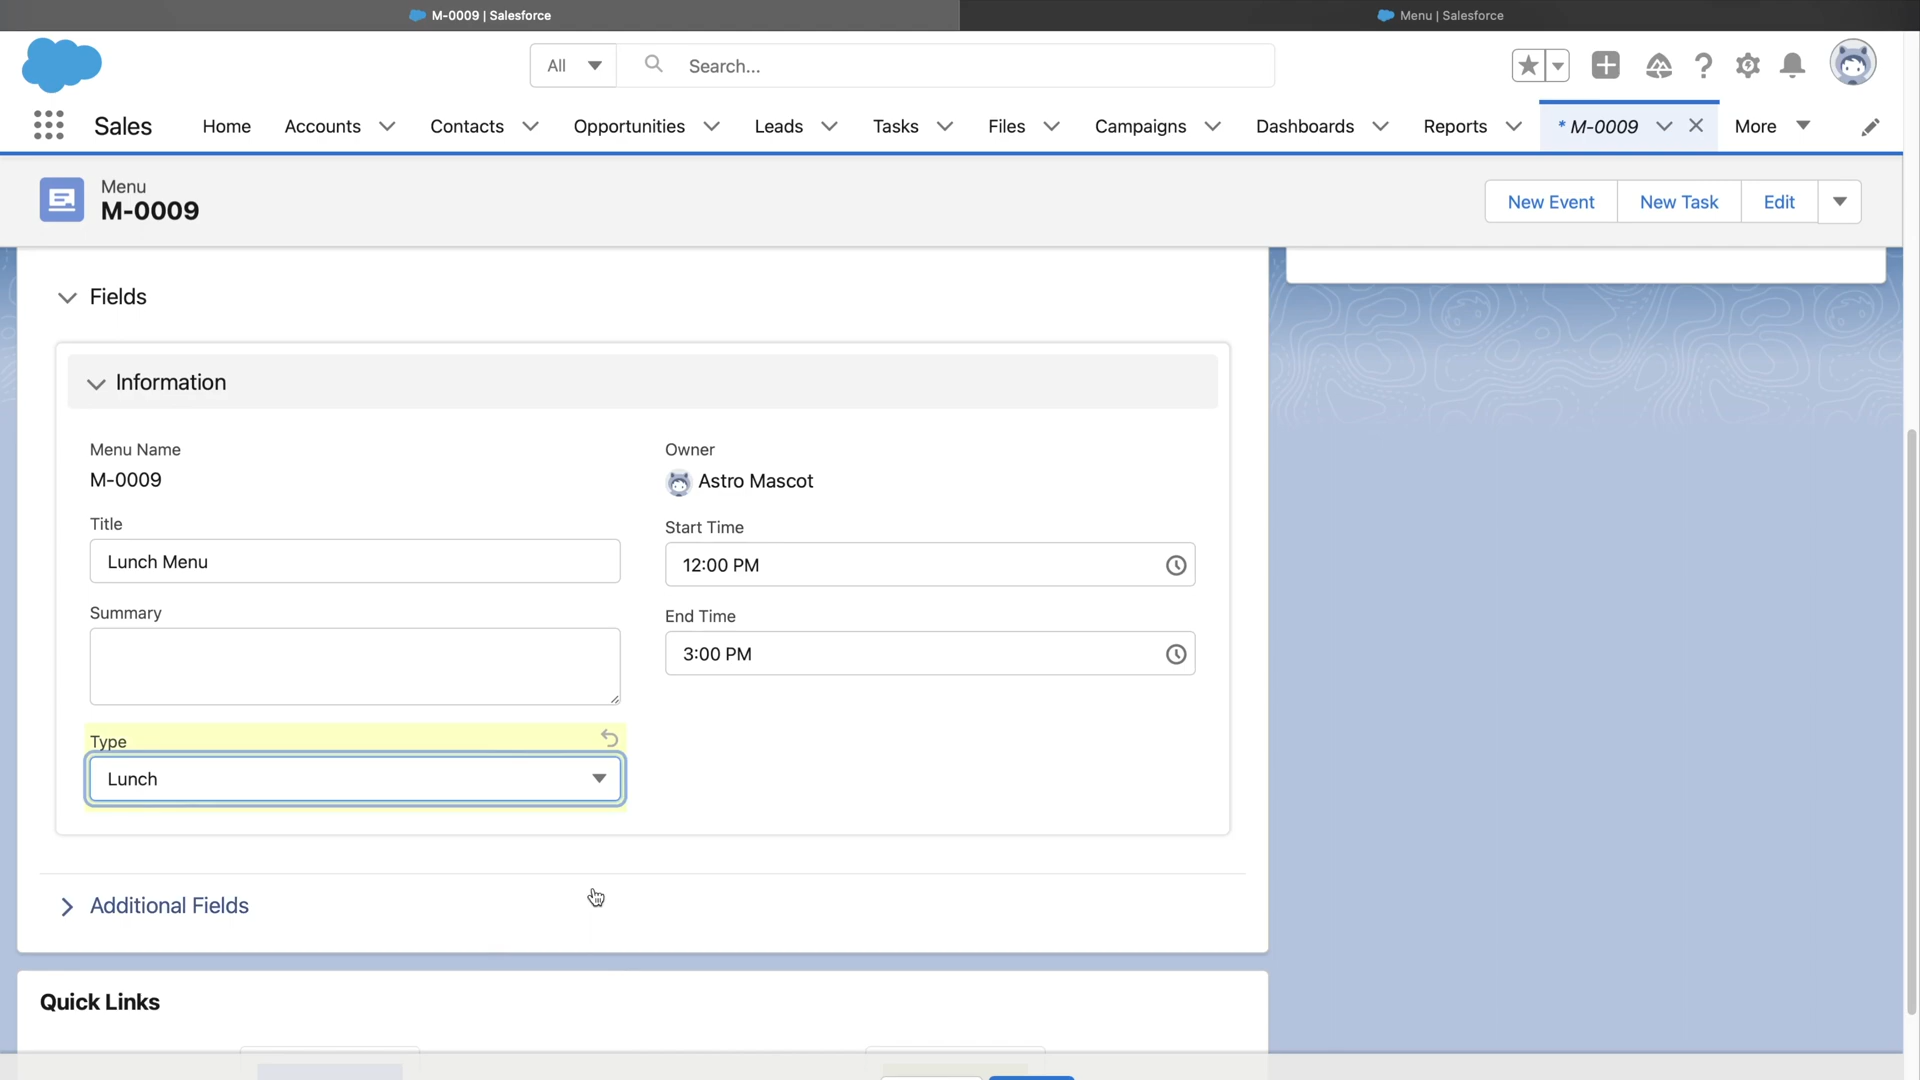 M-0009 | Salesforce
Menu | Salesforce
All
Search...
Sales
Home
Accounts
Contacts
Opportunities
Leads
Tasks
Files
Campaigns
Dashboards
Reports
* M-0009
More
Menu
M-0009
New Event
New Task
Edit
Fields
Information
Menu Name
M-0009
Owner
Astro Mascot
Title
Lunch Menu
Start Time
12:00 PM
Summary
End Time
3:00 PM
Type
Lunch
Additional Fields
Quick Links